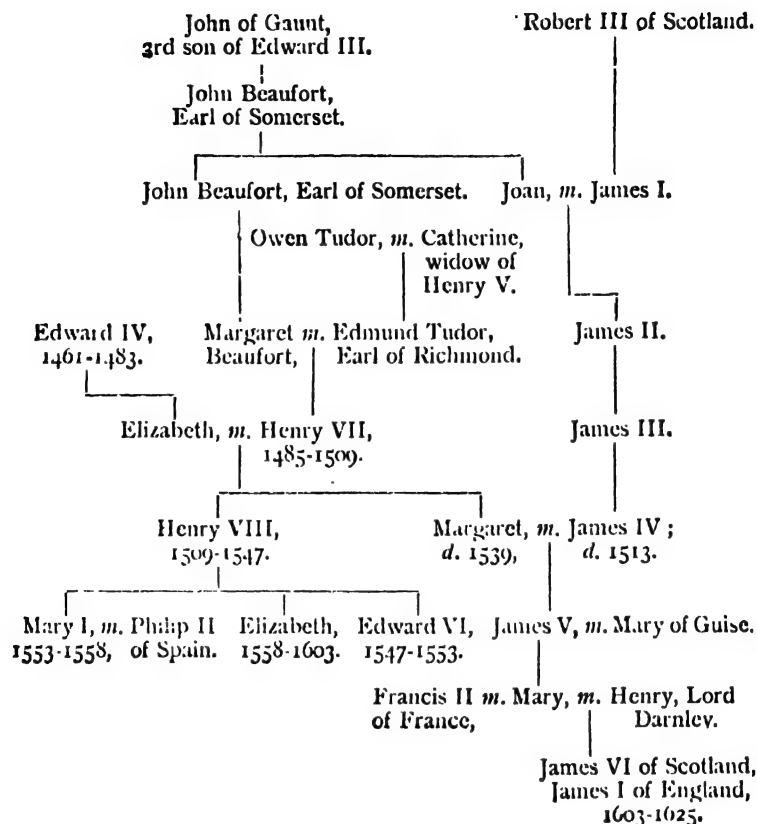 John of Gaunt,
3rd son of Edward III.
Robert III of Scotland.
John Beaufort,
Earl of Somerset.
John Beaufort, Earl of Somerset.
Joan, m. James I.
Owen Tudor, m. Catherine,
widow of
Henry V.
Edward IV,
1461-1483.
Margaret m. Edmund Tudor,
Beaufort, Earl of Richmond.
James II.
Elizabeth, m. Henry VII,
1485-1509.
James III.
Henry VIII,
1509-1547.
Margaret, m. James IV;
d. 1539, d. 1513.
Mary I, m. Philip II
1553-1558, of Spain.
Elizabeth,
1558-1603.
Edward VI,
1547-1553.
James V, m. Mary of Guise.
Francis II m. Mary, m. Henry, Lord
of France, Darnley.
James VI of Scotland,
James I of England,
1603-1625.